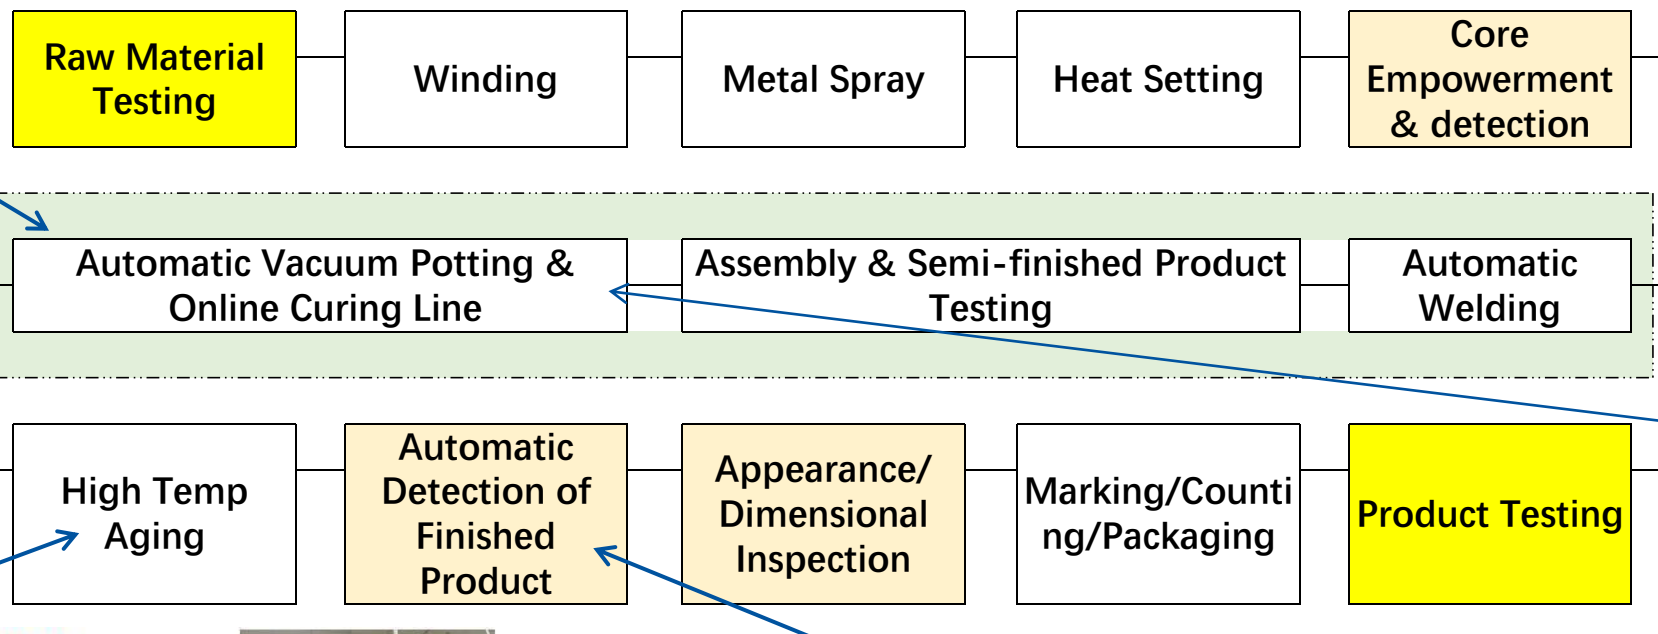 Raw Material
Testing
Winding
Metal Spray
Heat Setting
Core
Empowerment
& detection
Automatic Vacuum Potting &
Online Curing Line
Assembly & Semi-finished Product
Testing
Automatic
Welding
High Temp
Aging
Automatic
Detection of
Finished
Product
Appearance/
Dimensional
Inspection
Marking/Counti
ng/Packaging
Product Testing